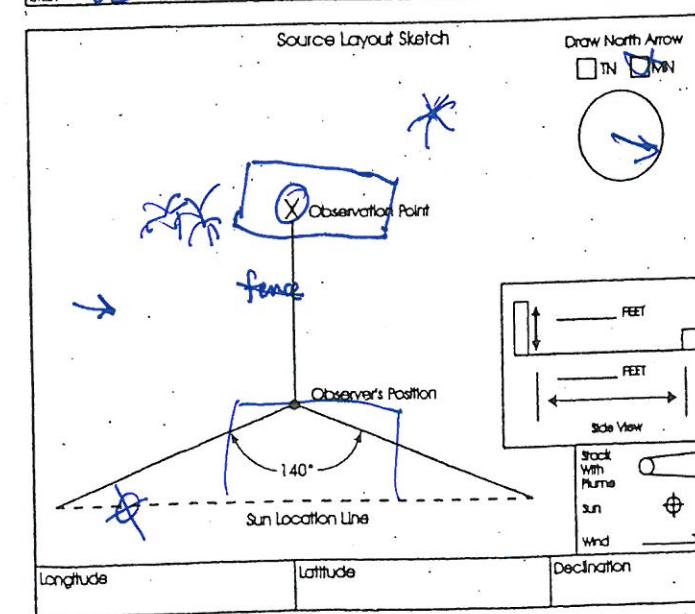 Source Layout Sketch
Draw North Arrow
TN MN
X Observation Point
fence
FEET
FEET
Side View
Observer's Position
140°
Sun Location Line
Stack
With
Plume
Sun
Wind
Longitude Latitude Declination